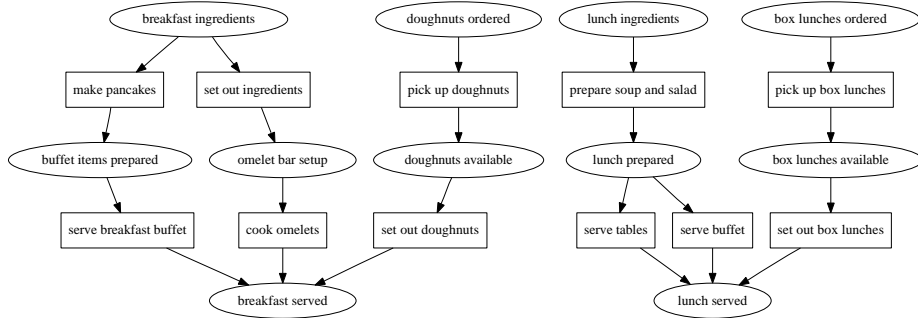 breakfast ingredients
doughnuts ordered
lunch ingredients
box lunches ordered
make pancakes
set out ingredients
pick up doughnuts
prepare soup and salad
pick up box lunches
buffet items prepared
omelet bar setup
doughnuts available
lunch prepared
box lunches available
serve breakfast buffet
cook omelets
set out doughnuts
serve tables
serve buffet
set out box lunches
breakfast served
lunch served